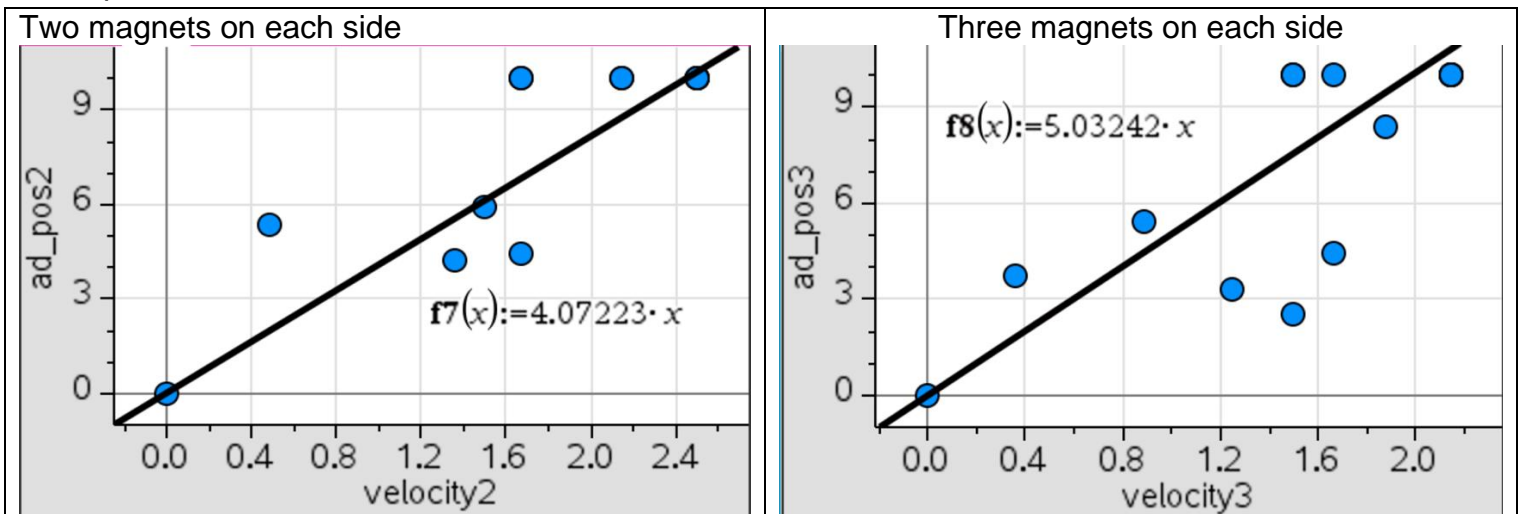 Two magnets on each side
9
6
3
0
ad_pos2
f7(x):=4.07223· x
0.0 0.4 0.8 1.2 1.6 2.0 2.4
velocity2
Three magnets on each side
9
6
3
0
ad_pos3
f8(x):=5.03242· x
0.0 0.4 0.8 1.2 1.6 2.0
velocity3